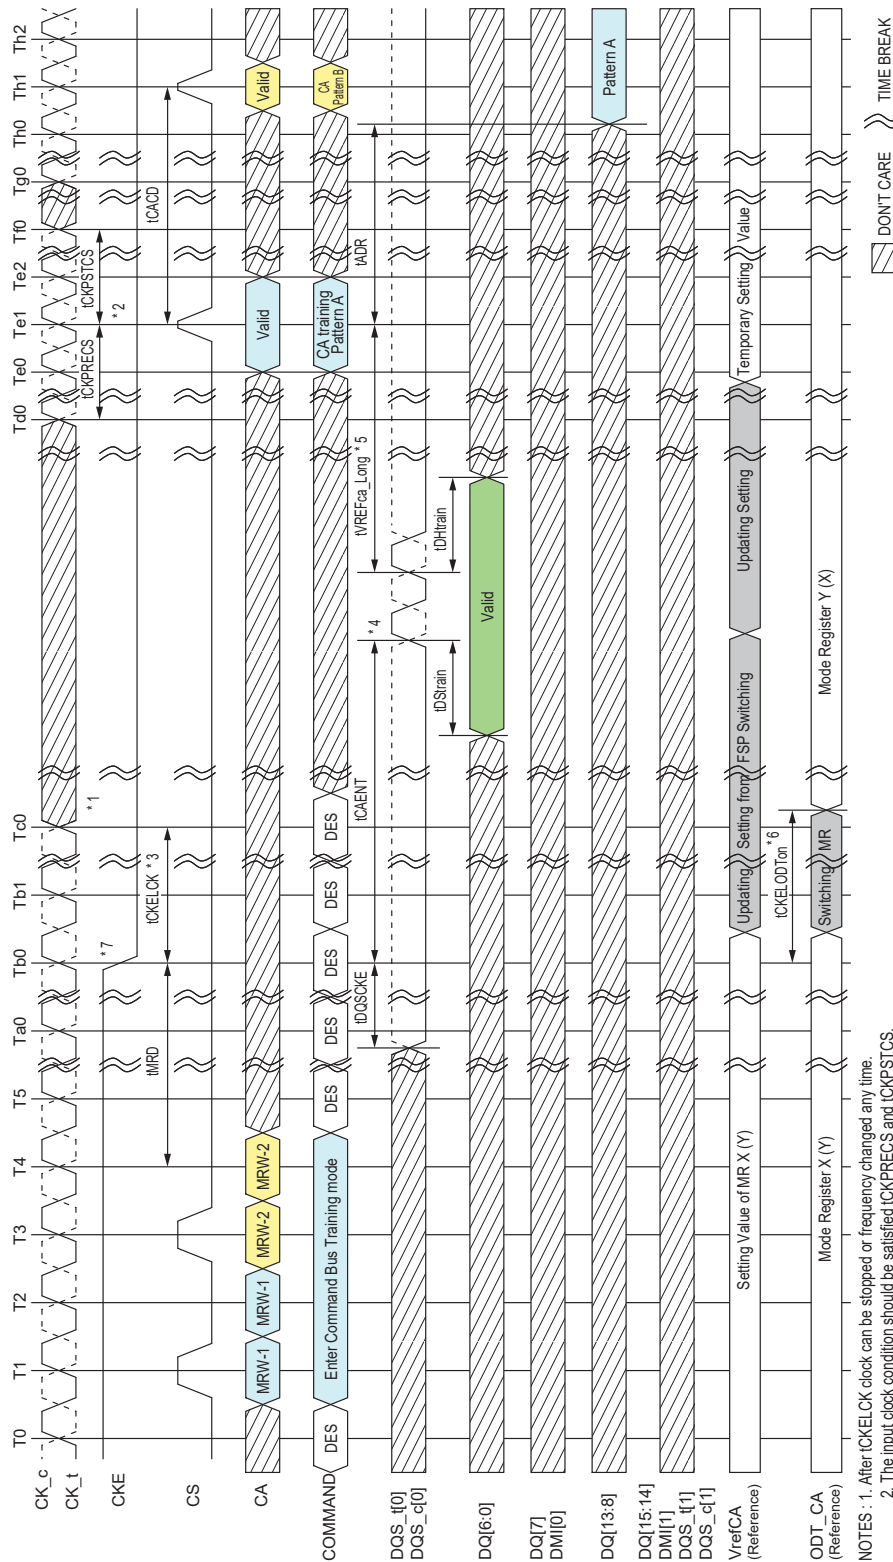 T0 T1 T2 T3 T4 T5 Ta0 Tb0 Tb1 Tc0 Td0 Te0 Te1 Te2 Tf0 Tg0 Th0 Th1 Th2
CK_c
CK_t
tCKPRECS
tCKPSTCS
* 1
* 2
CKE
* 7
tMRD
tCKELCK * 3
tCACD
CS
CA
MRW-1 MRW-1 MRW-2 MRW-2 Valid Valid
COMMAND
DES Enter Command Bus Training mode DES DES DES DES DES
CA training
Pattern A
CA
Pattern B
tDQSCKE
tCAENT
* 4
tVREFca_Long * 5
tADR
DQS_t[0]
DQS_c[0]
tDStrain
tDHtrain
DQ[6:0]
Valid
DQ[7]
DMI[0]
DQ[13:8]
Pattern A
DQ[15:14]
DMI[1]
DQS_t[1]
DQS_c[1]
VrefCA
(Reference)
Setting Value of MR X (Y) Updating Setting from FSP Switching Updating Setting Temporary Setting Value
tCKELODTon
* 6
ODT_CA
(Reference)
Mode Register X (Y) Switching MR Mode Register Y (X)
DON'T CARE
TIME BREAK
NOTES : 1. After tCKELCK clock can be stopped or frequency changed any time.
2. The input clock condition should be satisfied tCKPRECS and tCKPSTCS.